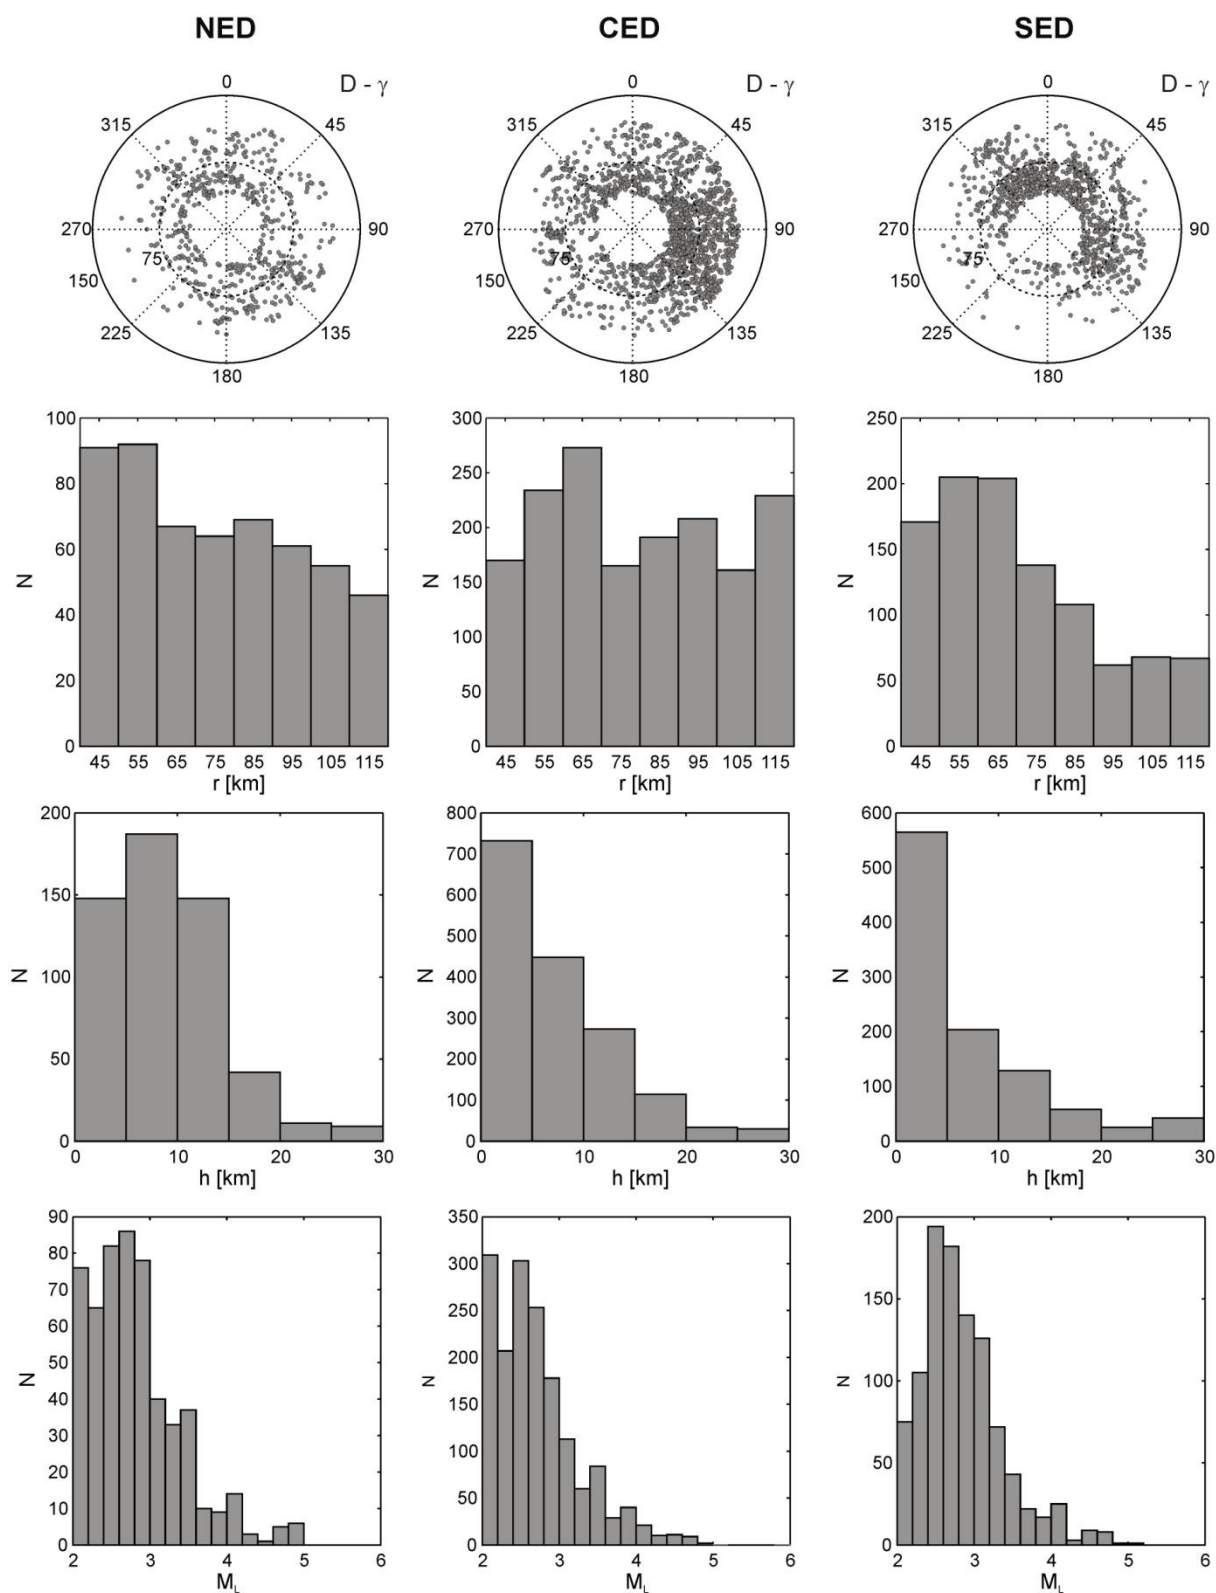 NED CED SED
0 D - γ 0 D - γ 0 D - γ
315 45 315 45 315 45
270 90 270 90 270 90
150 75 150 75 150 75
225 135 225 135 225 135
180 180 180
100 300 250
80 250 200
60 200 150
N N N
40 150 100
20 100 50
50
0 0 0
45 55 65 75 85 95 105 115 45 55 65 75 85 95 105 115 45 55 65 75 85 95 105 115
r [km] r [km] r [km]
200 800 600
150 700 500
600 400
500
N N N
100 400 300
300 200
50 200 100
100
0 0 0
0 10 20 30 0 10 20 30 0 10 20 30
h [km] h [km] h [km]
90 350 200
80 300
70 250 150
60
50 200
N N N
40 150 100
30 100
20 50
10 50
0 0 0
2 3 4 5 6 2 3 4 5 6 2 3 4 5 6
M_L M_L M_L